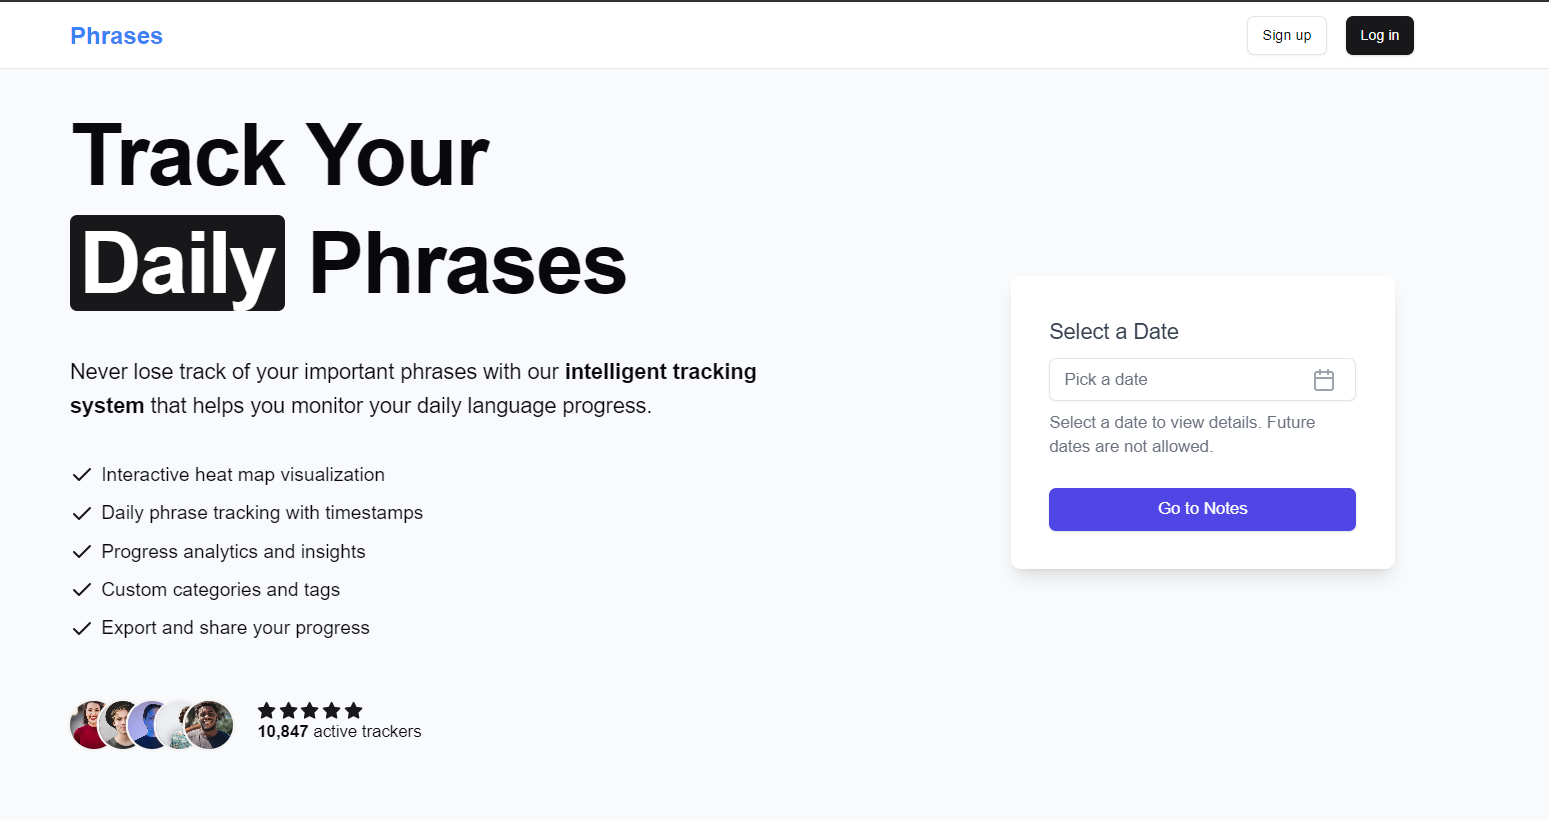 Phrases
Sign up
Log in
Track Your
Daily Phrases
Never lose track of your important phrases with our intelligent tracking
system that helps you monitor your daily language progress.
Interactive heat map visualization
Daily phrase tracking with timestamps
Progress analytics and insights
Custom categories and tags
Export and share your progress
10,847 active trackers
Select a Date
Pick a date
Select a date to view details. Future
dates are not allowed.
Go to Notes